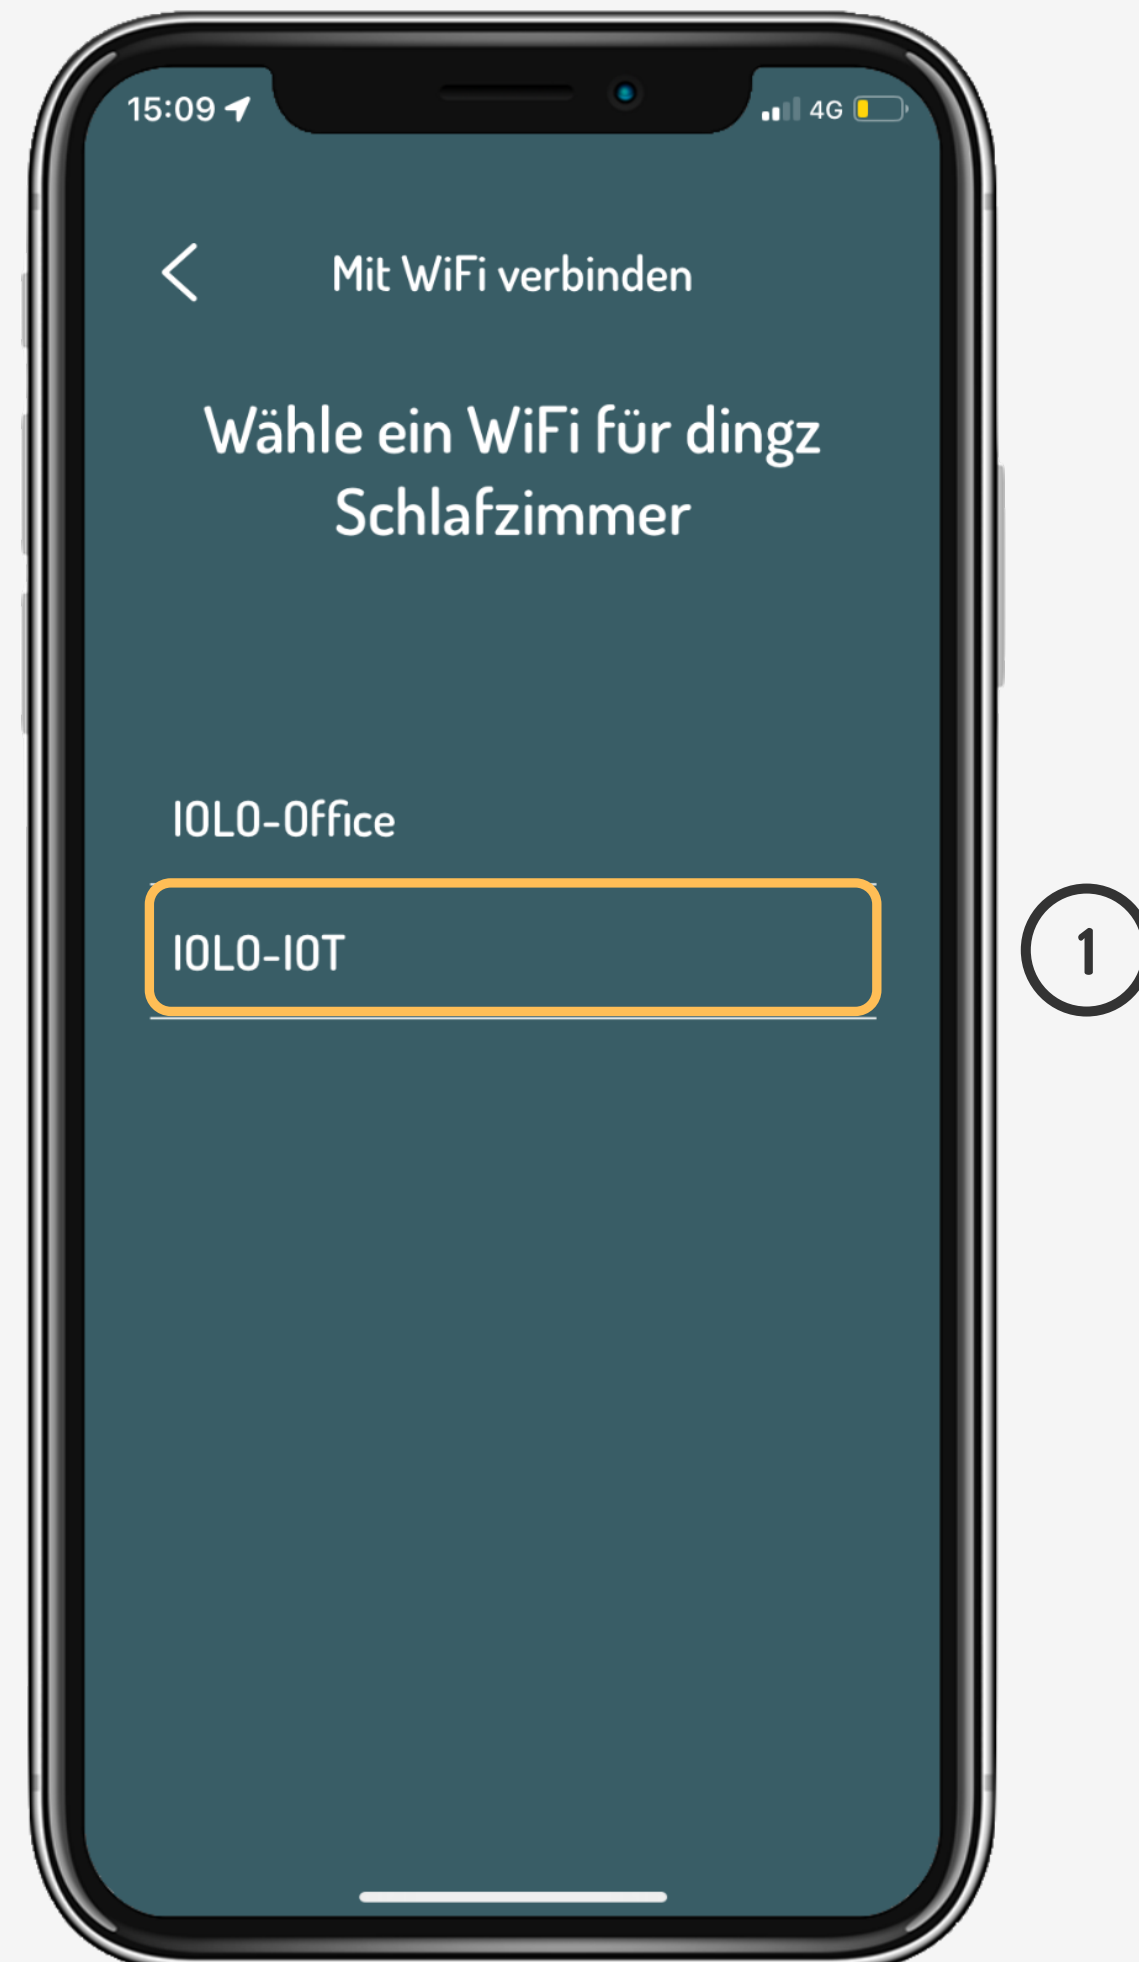 15:09
4G
Mit WiFi verbinden
Wähle ein WiFi für dingz
Schlafzimmer
IOLO-Office
IOLO-IOT
1